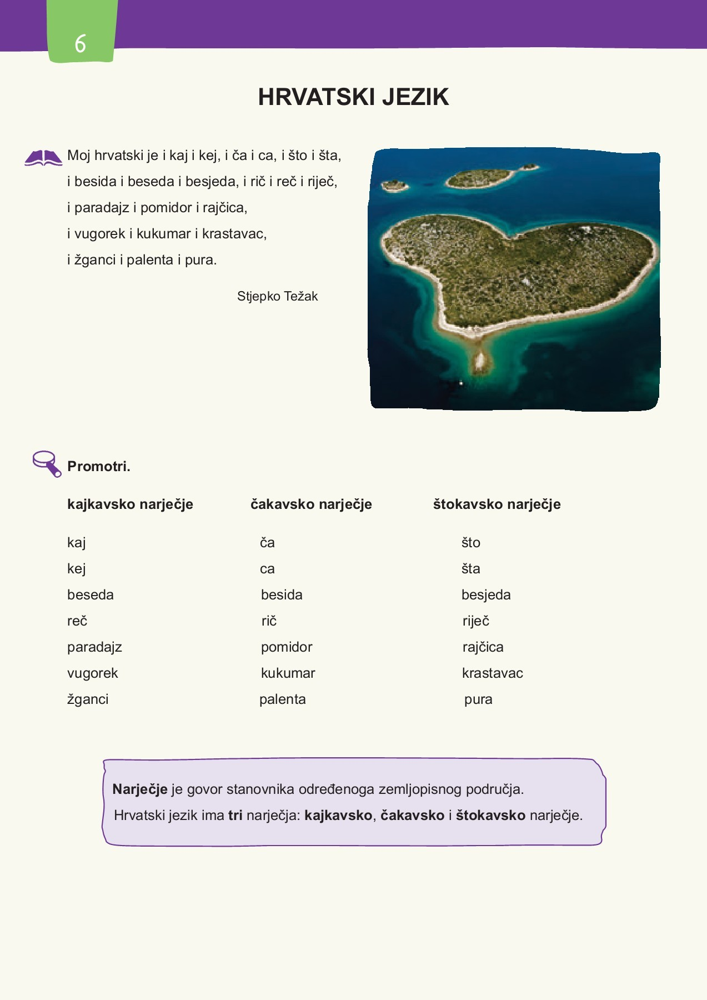 6
HRVATSKI JEZIK
Moj hrvatski je i kaj i kej, i ča i ca, i što i šta,
i besida i beseda i besjeda, i rič i reč i riječ,
i paradajz i pomidor i rajčica,
i vugorek i kukumar i krastavac,
i žganci i palenta i pura.
Stjepko Težak
Promotri.
kajkavsko narječje čakavsko narječje štokavsko narječje
kaj ča što
kej ca šta
beseda besida besjeda
reč rič riječ
paradajz pomidor rajčica
vugorek kukumar krastavac
žganci palenta pura
Narječje je govor stanovnika određenoga zemljopisnog područja.
Hrvatski jezik ima tri narječja: kajkavsko, čakavsko i štokavsko narječje.